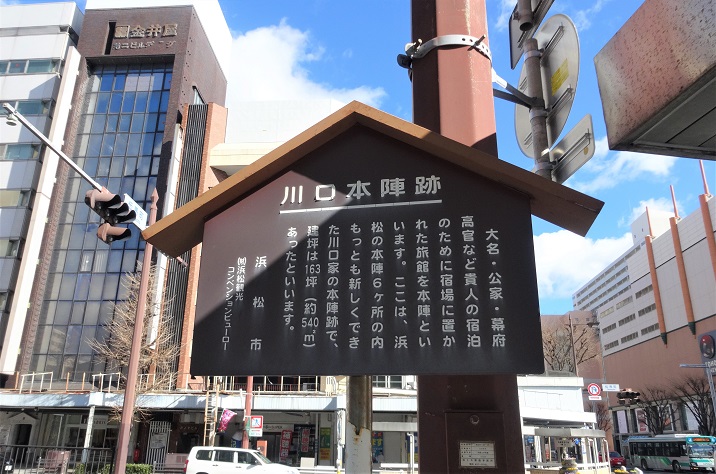 川口本陣跡
大名・公家・幕府
高官など貴人の宿泊
のために宿場に置か
れた旅館を本陣とい
います。ここは、浜
松の本陣6ヶ所の内
もっとも新しくでき
た川口家の本陣跡で、
建坪は163坪(約540㎡)
あったといいます。
浜松市
㈶浜松観光
コンベンションビューロー
金井屋